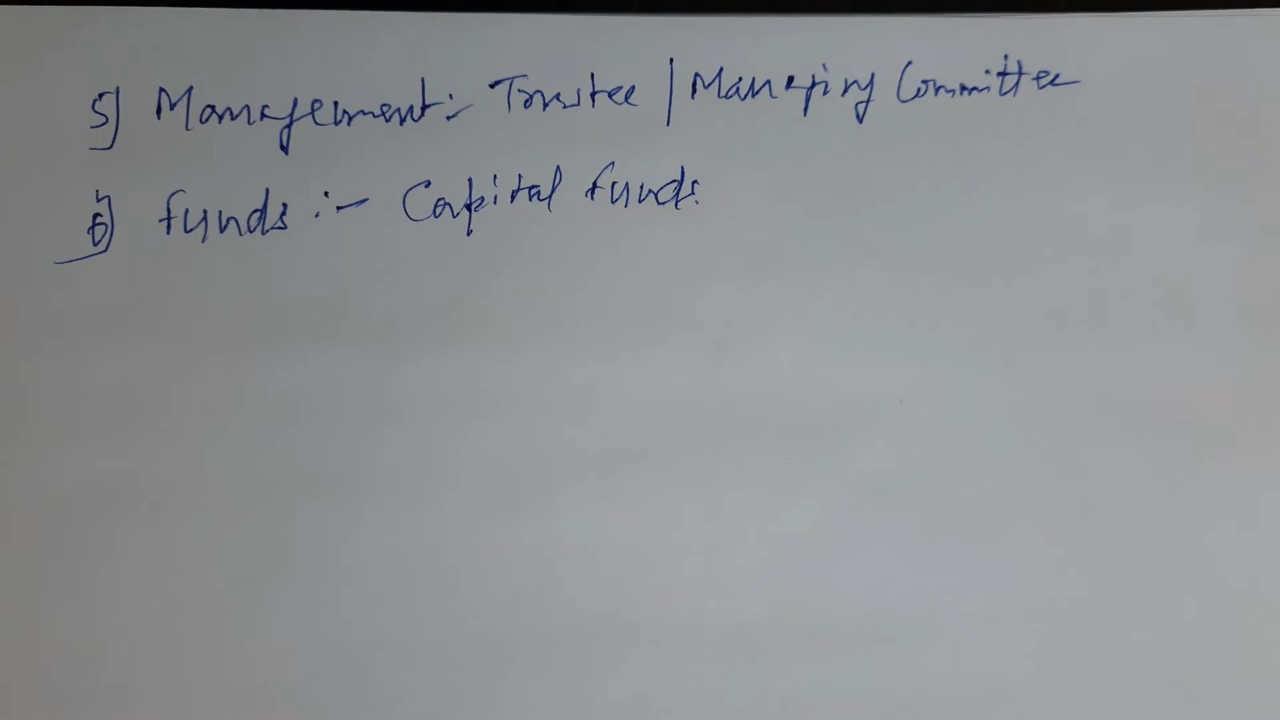 5) Management:- Trustee | Managing Committee
6) funds :- Capital funds.